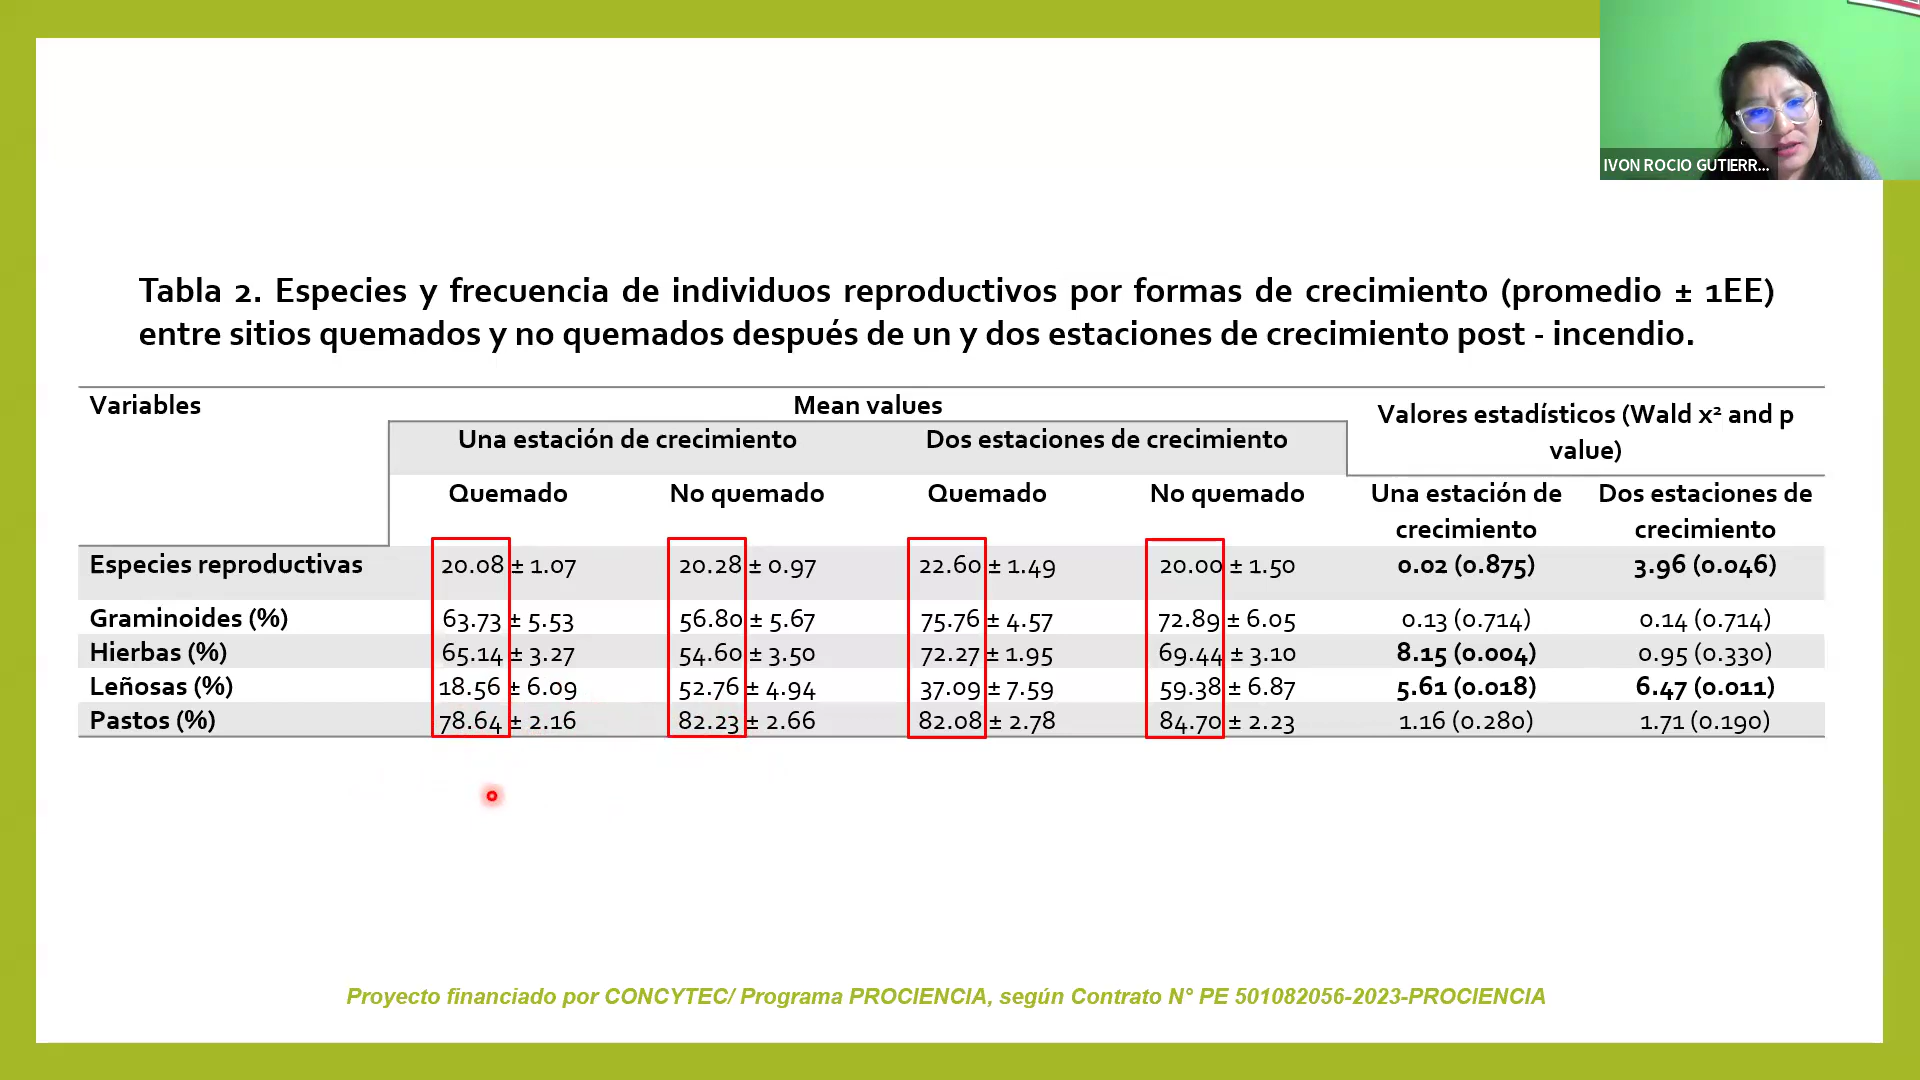 IVON ROCIO GUTIERR...
Tabla 2. Especies y frecuencia de individuos reproductivos por formas de crecimiento (promedio ± 1EE)
entre sitios quemados y no quemados después de un y dos estaciones de crecimiento post - incendio.
Variables Mean values Valores estadísticos (Wald x² and p
value)
Una estación de crecimiento Dos estaciones de crecimiento
Quemado No quemado Quemado No quemado Una estación de Dos estaciones de
crecimiento crecimiento
Especies reproductivas 20.08 ± 1.07 20.28 ± 0.97 22.60 ± 1.49 20.00 ± 1.50 0.02 (0.875) 3.96 (0.046)
Graminoides (%) 63.73 ± 5.53 56.80 ± 5.67 75.76 ± 4.57 72.89 ± 6.05 0.13 (0.714) 0.14 (0.714)
Hierbas (%) 65.14 ± 3.27 54.60 ± 3.50 72.27 ± 1.95 69.44 ± 3.10 8.15 (0.004) 0.95 (0.330)
Leñosas (%) 18.56 ± 6.09 52.76 ± 4.94 37.09 ± 7.59 59.38 ± 6.87 5.61 (0.018) 6.47 (0.011)
Pastos (%) 78.64 ± 2.16 82.23 ± 2.66 82.08 ± 2.78 84.70 ± 2.23 1.16 (0.280) 1.71 (0.190)
Proyecto financiado por CONCYTEC/ Programa PROCIENCIA, según Contrato N° PE 501082056-2023-PROCIENCIA